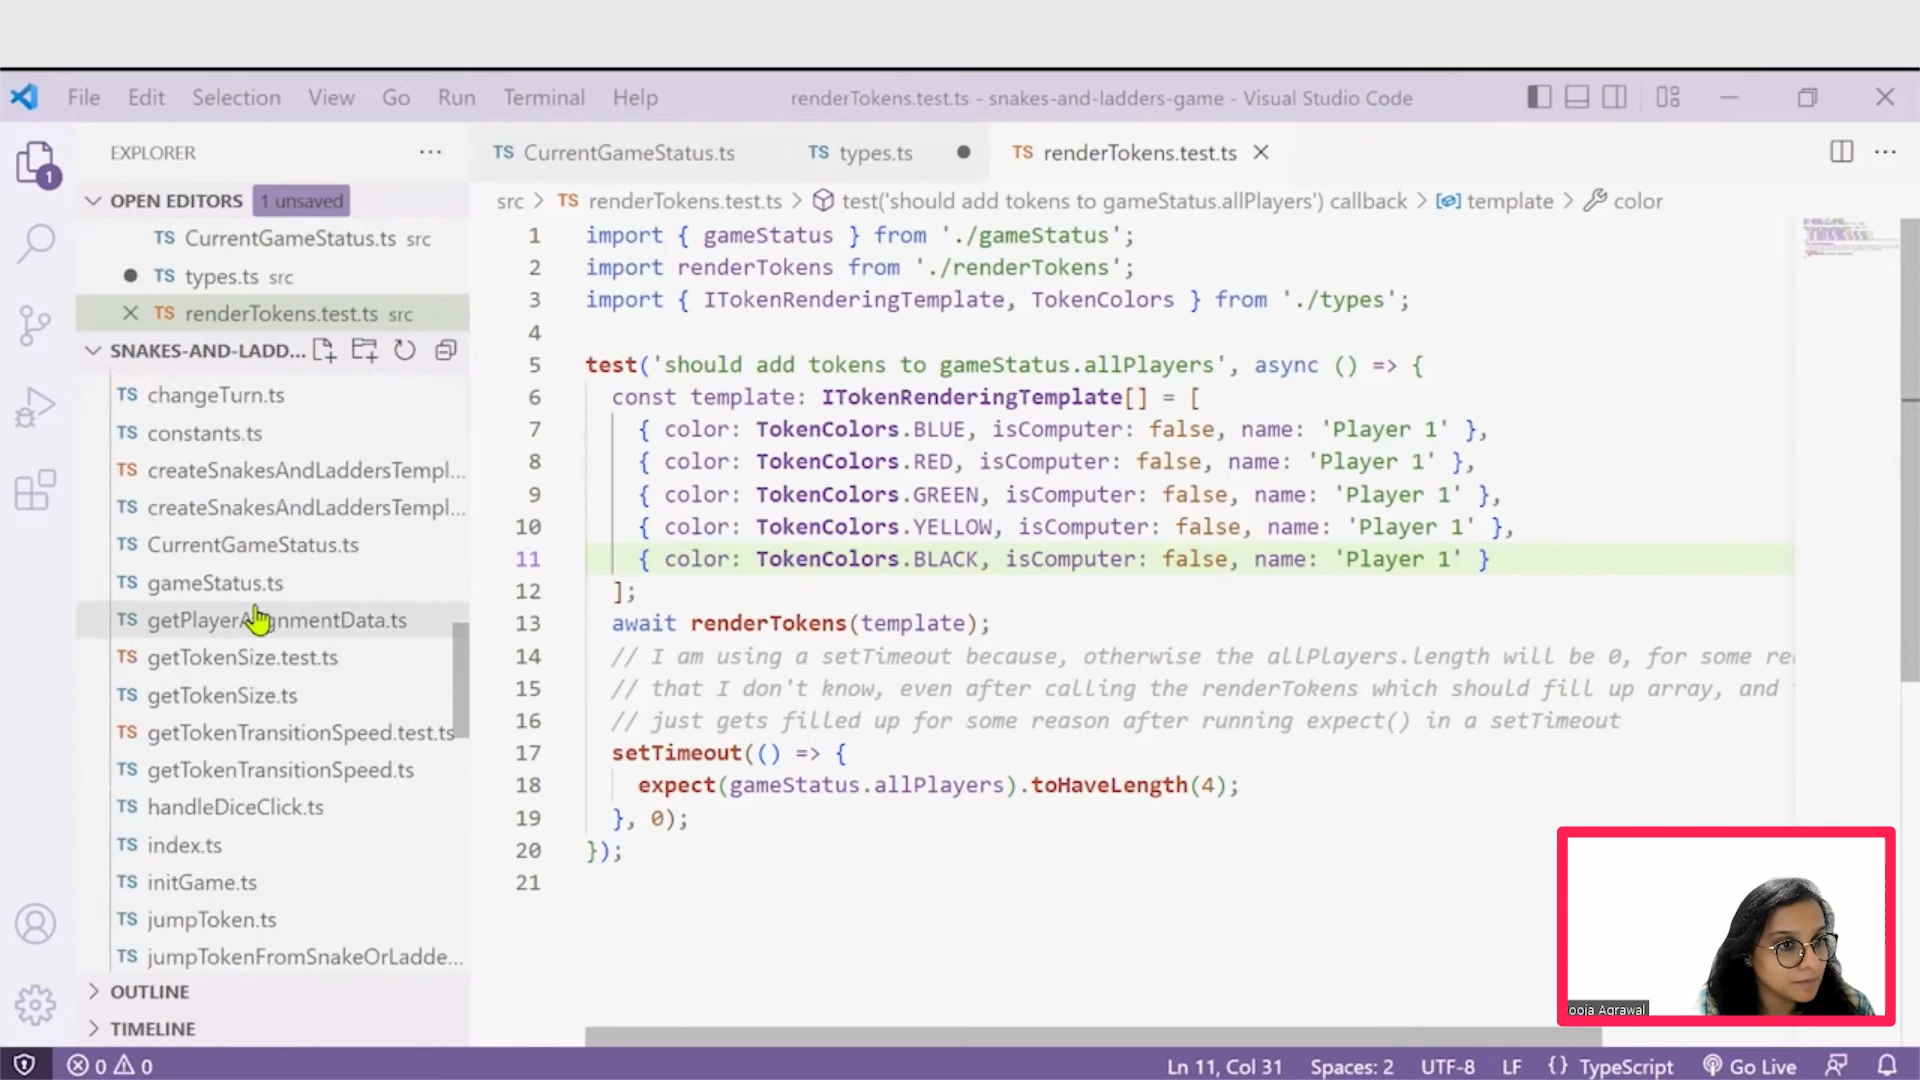 File Edit Selection View Go Run Terminal Help renderTokens.test.ts - snakes-and-ladders-game - Visual Studio Code
EXPLORER
TS CurrentGameStatus.ts TS types.ts TS renderTokens.test.ts
1
OPEN EDITORS 1 unsaved
TS CurrentGameStatus.ts src
TS types.ts src
TS renderTokens.test.ts src
SNAKES-AND-LADD...
TS changeTurn.ts
TS constants.ts
TS createSnakesAndLaddersTempl...
TS createSnakesAndLaddersTempl...
TS CurrentGameStatus.ts
TS gameStatus.ts
TS getPlayerAlignmentData.ts
TS getTokenSize.test.ts
TS getTokenSize.ts
TS getTokenTransitionSpeed.test.ts
TS getTokenTransitionSpeed.ts
TS handleDiceClick.ts
TS index.ts
TS initGame.ts
TS jumpToken.ts
TS jumpTokenFromSnakeOrLadde...
OUTLINE
TIMELINE
src > TS renderTokens.test.ts > test('should add tokens to gameStatus.allPlayers') callback > template > color
1 import { gameStatus } from './gameStatus';
2 import renderTokens from './renderTokens';
3 import { ITokenRenderingTemplate, TokenColors } from './types';
4
5 test('should add tokens to gameStatus.allPlayers', async () => {
6 const template: ITokenRenderingTemplate[] = [
7 { color: TokenColors.BLUE, isComputer: false, name: 'Player 1' },
8 { color: TokenColors.RED, isComputer: false, name: 'Player 1' },
9 { color: TokenColors.GREEN, isComputer: false, name: 'Player 1' },
10 { color: TokenColors.YELLOW, isComputer: false, name: 'Player 1' },
11 { color: TokenColors.BLACK, isComputer: false, name: 'Player 1' }
12 ];
13 await renderTokens(template);
14 // I am using a setTimeout because, otherwise the allPlayers.length will be 0, for some re
15 // that I don't know, even after calling the renderTokens which should fill up array, and
16 // just gets filled up for some reason after running expect() in a setTimeout
17 setTimeout(() => {
18 expect(gameStatus.allPlayers).toHaveLength(4);
19 }, 0);
20 });
21
ooja Agrawal
0 0 Ln 11, Col 31 Spaces: 2 UTF-8 LF {} TypeScript Go Live